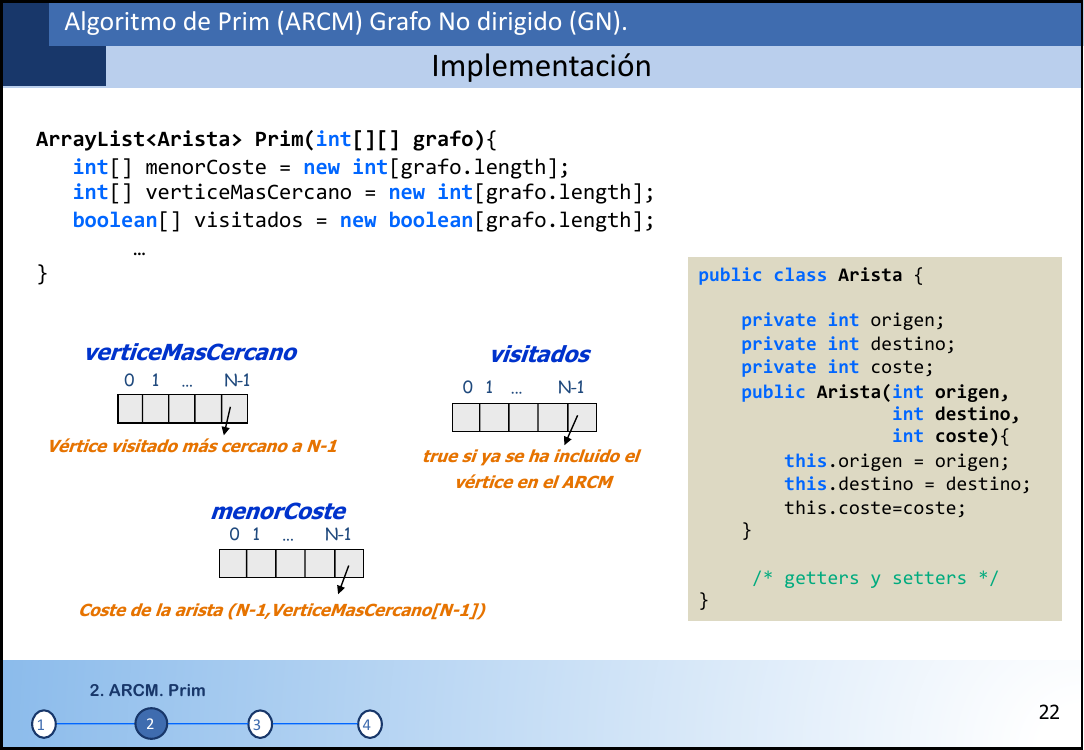 Algoritmo de Prim (ARCM) Grafo No dirigido (GN).
Implementación
ArrayList<Arista> Prim(int[][] grafo){
int[] menorCoste = new int[grafo.length];
int[] verticeMasCercano = new int[grafo.length];
boolean[] visitados = new boolean[grafo.length];
…
}
verticeMasCercano
0 1 … N-1
Vértice visitado más cercano a N-1
visitados
0 1 … N-1
true si ya se ha incluido el
vértice en el ARCM
menorCoste
0 1 … N-1
Coste de la arista (N-1,VerticeMasCercano[N-1])
public class Arista {
private int origen;
private int destino;
private int coste;
public Arista(int origen,
int destino,
int coste){
this.origen = origen;
this.destino = destino;
this.coste=coste;
}
/* getters y setters */
}
2. ARCM. Prim
1 2 3 4
22